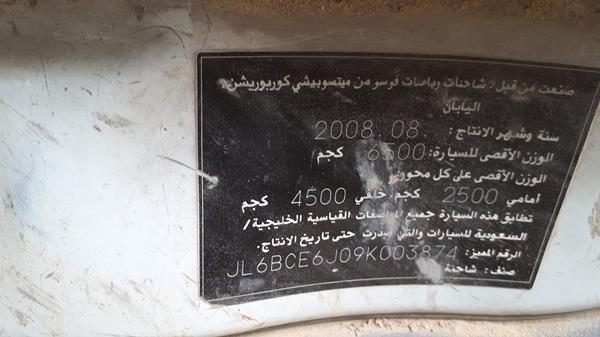 صنعت من قبل : شاحنات وباصات فوسو من ميتسوبيشي كوربوريشن،
اليابان
سنة وشهر الانتاج : 2008 . 08 .
الوزن الأقصى للسيارة: 6500 كجم
الوزن الأقصى على كل محور:
أمامي 2500 كجم، خلفي 4500 كجم
تطابق هذه السيارة جميع المواصفات القياسية الخليجية/
السعودية للسيارات والتي صدرت حتى تاريخ الانتاج.
الرقم المميز: JL6BCE6J09K003874
صنف : شاحنة